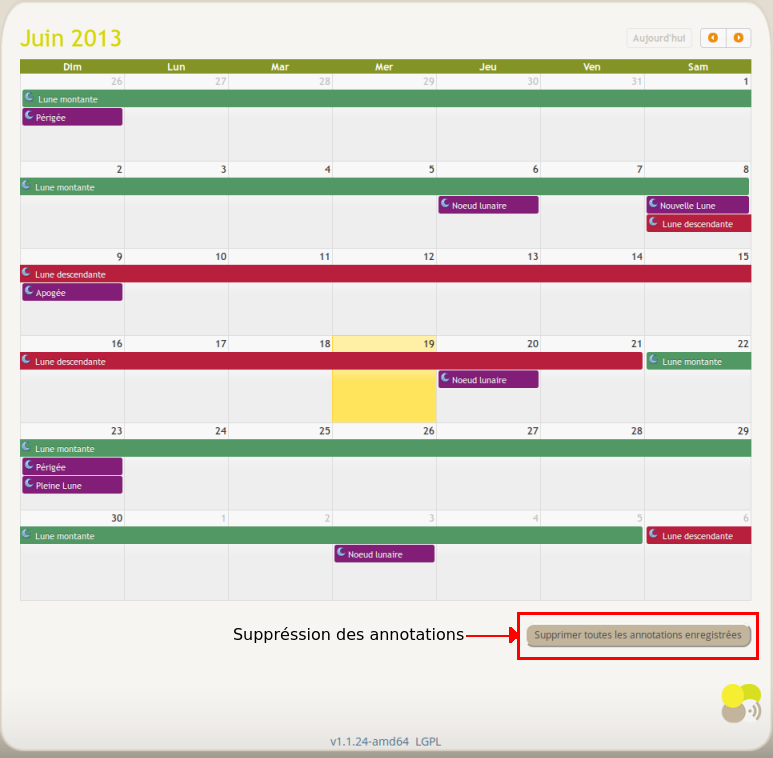 Juin 2013
Aujourd'hui
Dim Lun Mar Mer Jeu Ven Sam
26 27 28 29 30 31 1
Lune montante
Périgée
2 3 4 5 6 7 8
Lune montante
Noeud lunaire Nouvelle Lune
Lune descendante
9 10 11 12 13 14 15
Lune descendante
Apogée
16 17 18 19 20 21 22
Lune descendante Lune montante
Noeud lunaire
23 24 25 26 27 28 29
Lune montante
Périgée
Pleine Lune
30 1 2 3 4 5 6
Lune montante Lune descendante
Noeud lunaire
Suppréssion des annotations Supprimer toutes les annotations enregistrées
v1.1.24-amd64 LGPL